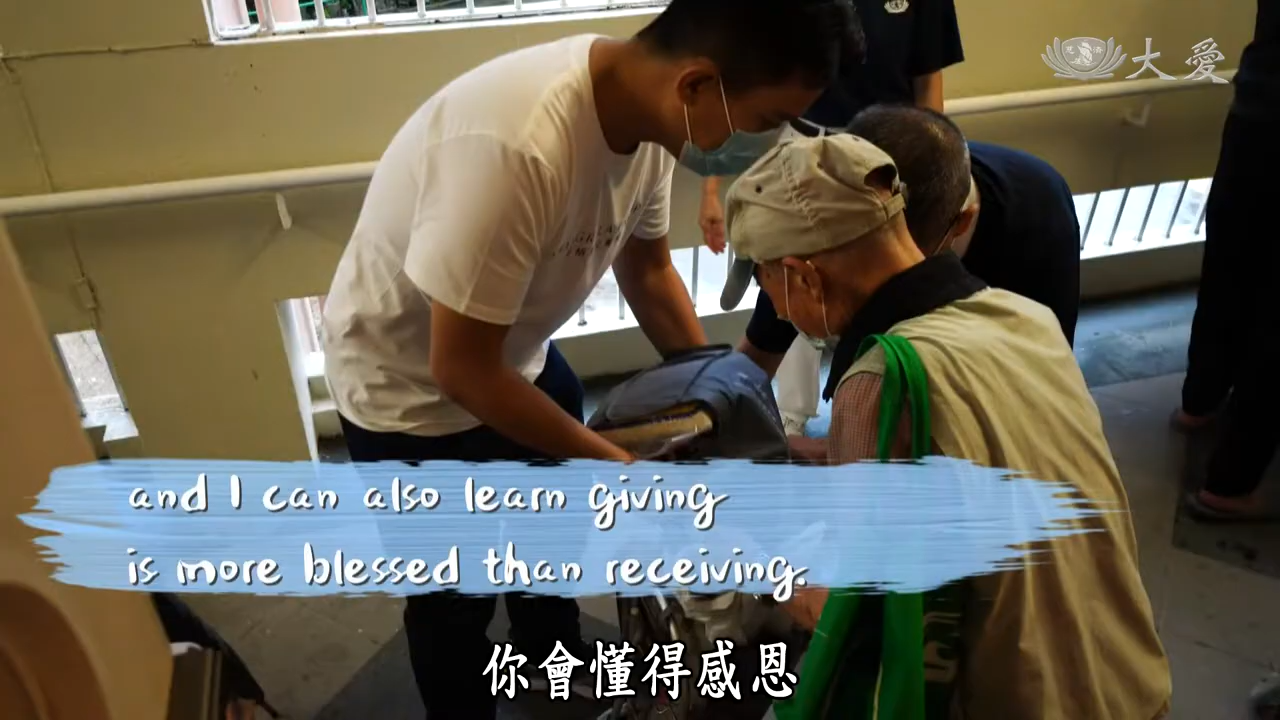 大愛
and I can also learn giving
is more blessed than receiving.
你會懂得感恩